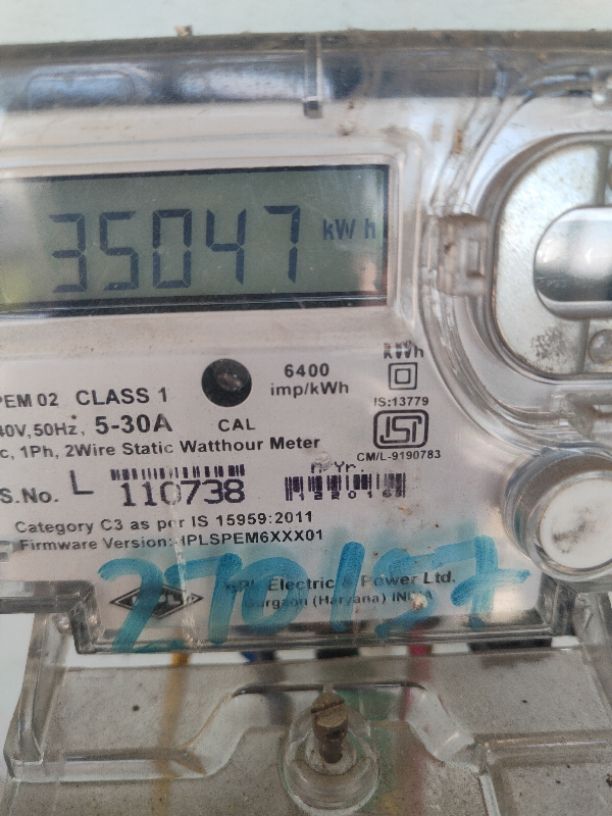 35047 kWh
6400
imp/kWh
kWh
IS:13779
PEM 02 CLASS 1
40V,50Hz, 5-30A
CAL
c, 1Ph, 2Wire Static Watthour Meter
CM/L-9190783
S.No. L 110738
Category C3 as per IS 15959:2011
Firmware Version:
Electric & Power Ltd.
Gurgaon (Haryana) INDIA